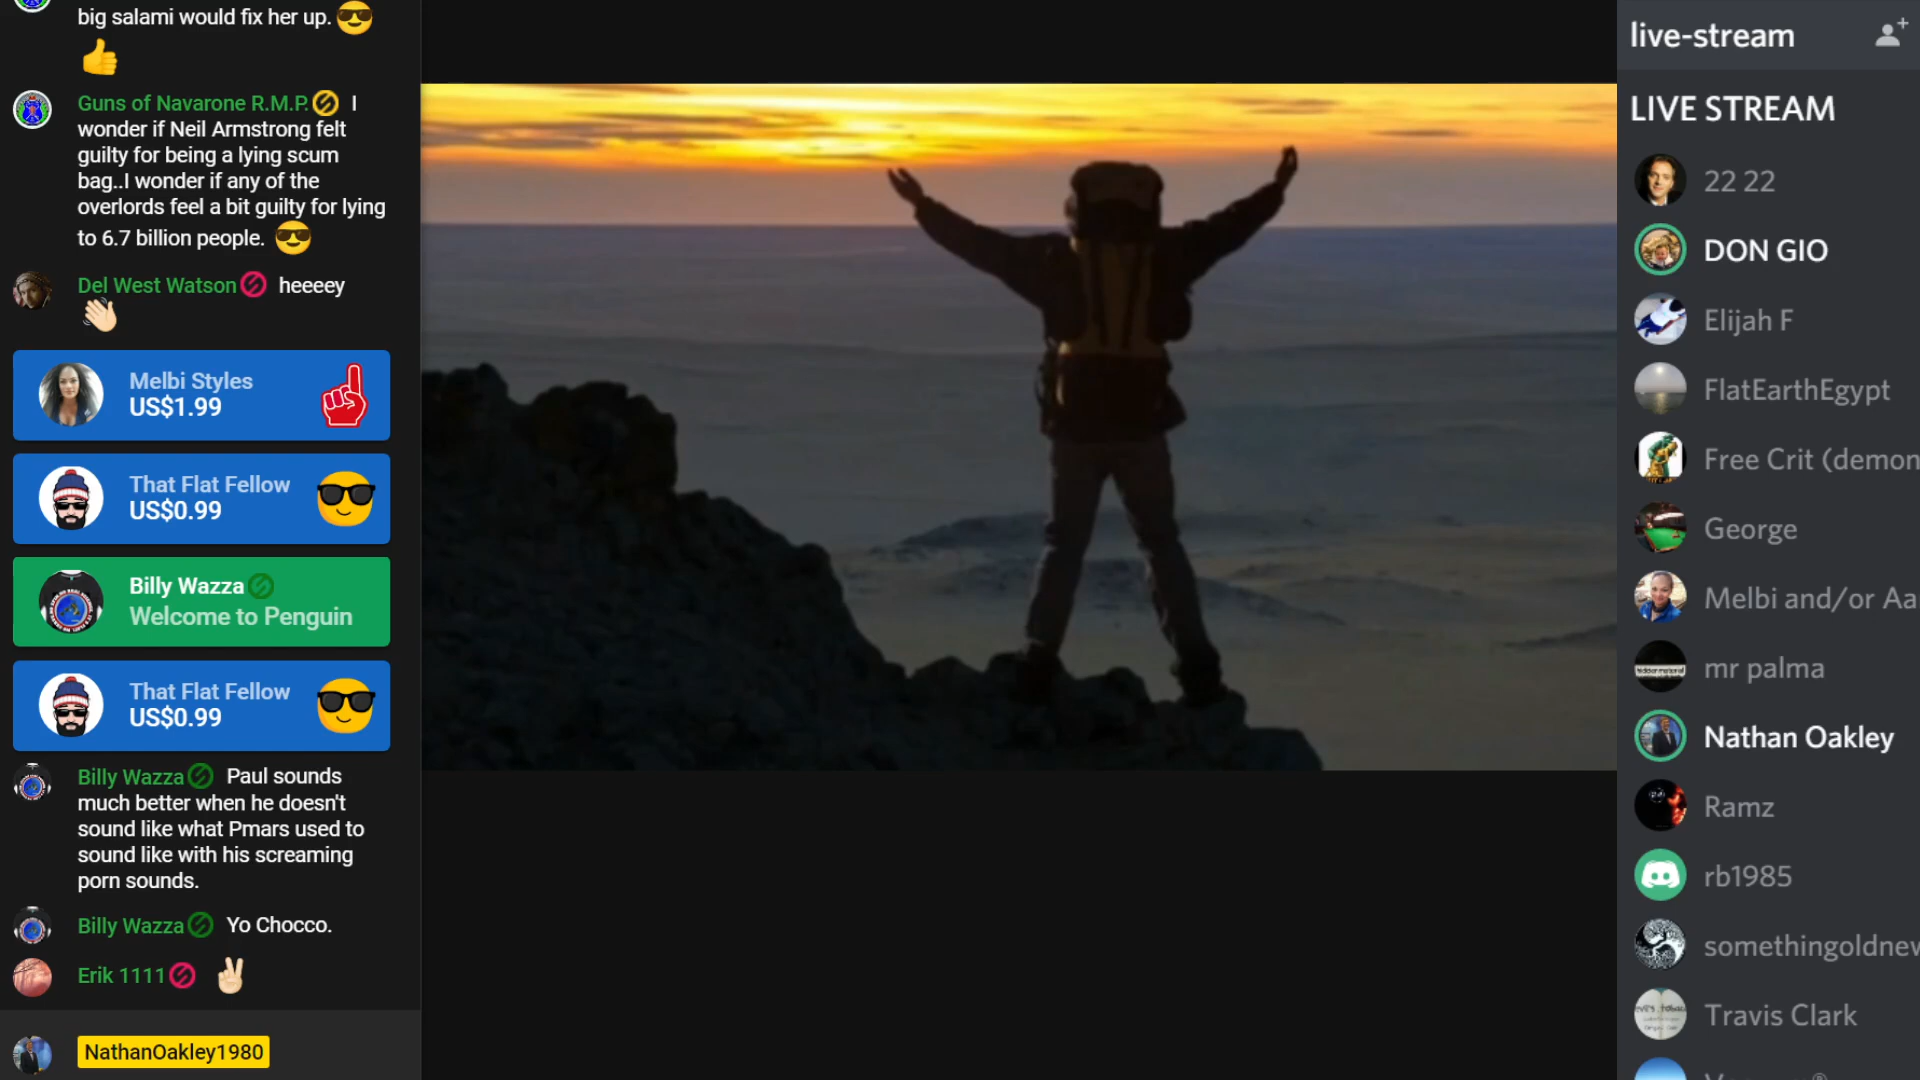 big salami would fix her up.
Guns of Navarone R.M.P. I
wonder if Neil Armstrong felt
guilty for being a lying scum
bag..I wonder if any of the
overlords feel a bit guilty for lying
to 6.7 billion people.
Del West Watson heeeey
Melbi Styles
US$1.99
That Flat Fellow
US$0.99
Billy Wazza
Welcome to Penguin
That Flat Fellow
US$0.99
Billy Wazza Paul sounds
much better when he doesn't
sound like what Pmars used to
sound like with his screaming
porn sounds.
Billy Wazza Yo Chocco.
Erik 1111
NathanOakley1980
live-stream
LIVE STREAM
22 22
DON GIO
Elijah F
FlatEarthEgypt
Free Crit (demon
George
Melbi and/or Aa
mr palma
Nathan Oakley
Ramz
rb1985
somethingoldnew
Travis Clark